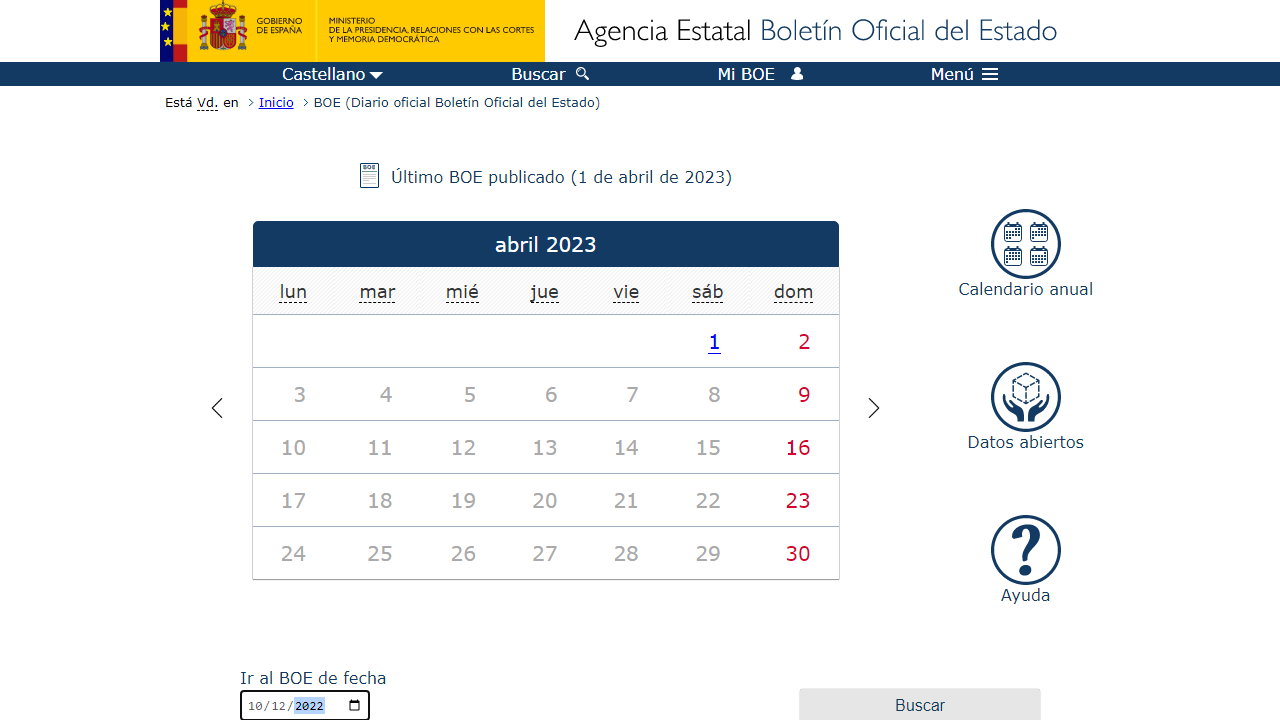 GOBIERNO
DE ESPAÑA
MINISTERIO
DE LA PRESIDENCIA, RELACIONES CON LAS CORTES
Y MEMORIA DEMOCRÁTICA
Agencia Estatal Boletín Oficial del Estado
Castellano
Buscar
Mi BOE
Menú
Está Vd. en
Inicio
BOE (Diario oficial Boletín Oficial del Estado)
BOE
Último BOE publicado (1 de abril de 2023)
abril 2023
lun mar mié jue vie sáb dom
1 2
3 4 5 6 7 8 9
10 11 12 13 14 15 16
17 18 19 20 21 22 23
24 25 26 27 28 29 30
Calendario anual
Datos abiertos
Ayuda
Ir al BOE de fecha
10/12/2022
Buscar